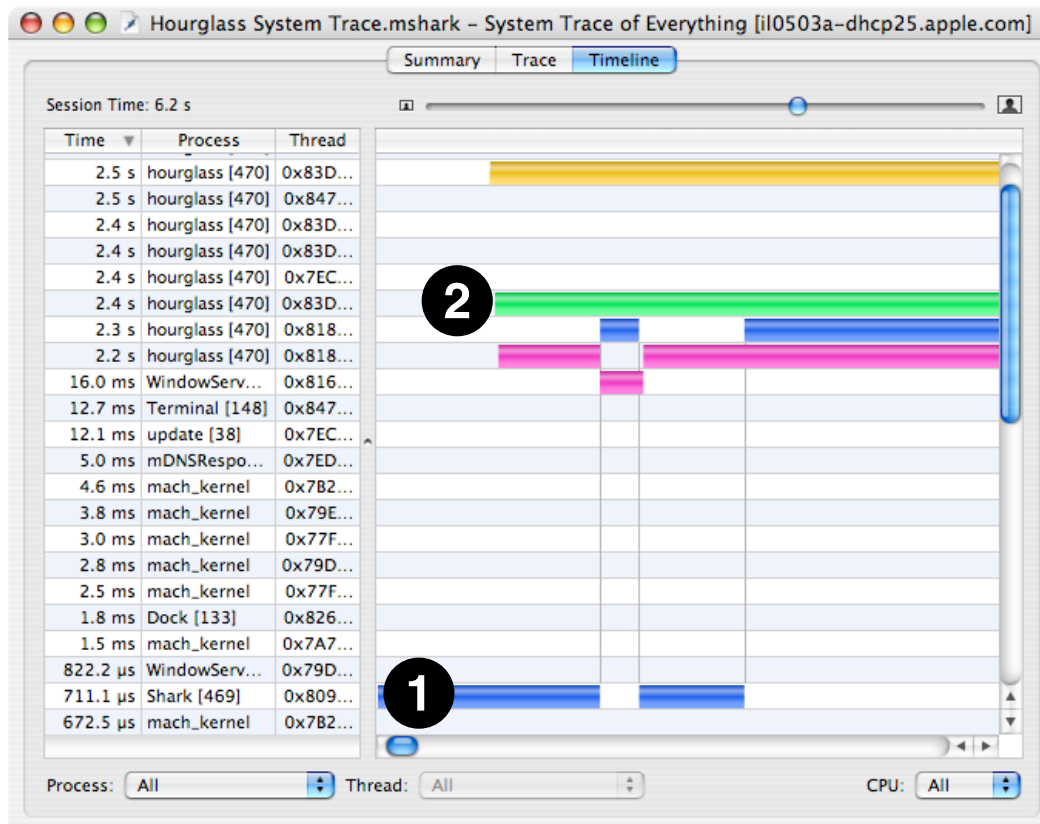 Hourglass System Trace.mshark – System Trace of Everything [il0503a-dhcp25.apple.com]
Summary Trace Timeline
Session Time: 6.2 s
Time Process Thread
2.5 s hourglass [470] 0x83D...
2.5 s hourglass [470] 0x847...
2.4 s hourglass [470] 0x83D...
2.4 s hourglass [470] 0x83D...
2.4 s hourglass [470] 0x7EC...
2.4 s hourglass [470] 0x83D...
2
2.3 s hourglass [470] 0x818...
2.2 s hourglass [470] 0x818...
16.0 ms WindowServ... 0x816...
12.7 ms Terminal [148] 0x847...
12.1 ms update [38] 0x7EC...
5.0 ms mDNSRespo... 0x7ED...
4.6 ms mach_kernel 0x7B2...
3.8 ms mach_kernel 0x79E...
3.0 ms mach_kernel 0x77F...
2.8 ms mach_kernel 0x79D...
2.5 ms mach_kernel 0x77F...
1.8 ms Dock [133] 0x826...
1.5 ms mach_kernel 0x7A7...
822.2 µs WindowServ... 0x79D...
711.1 µs Shark [469] 0x809...
1
672.5 µs mach_kernel 0x7B2...
Process: All Thread: All CPU: All